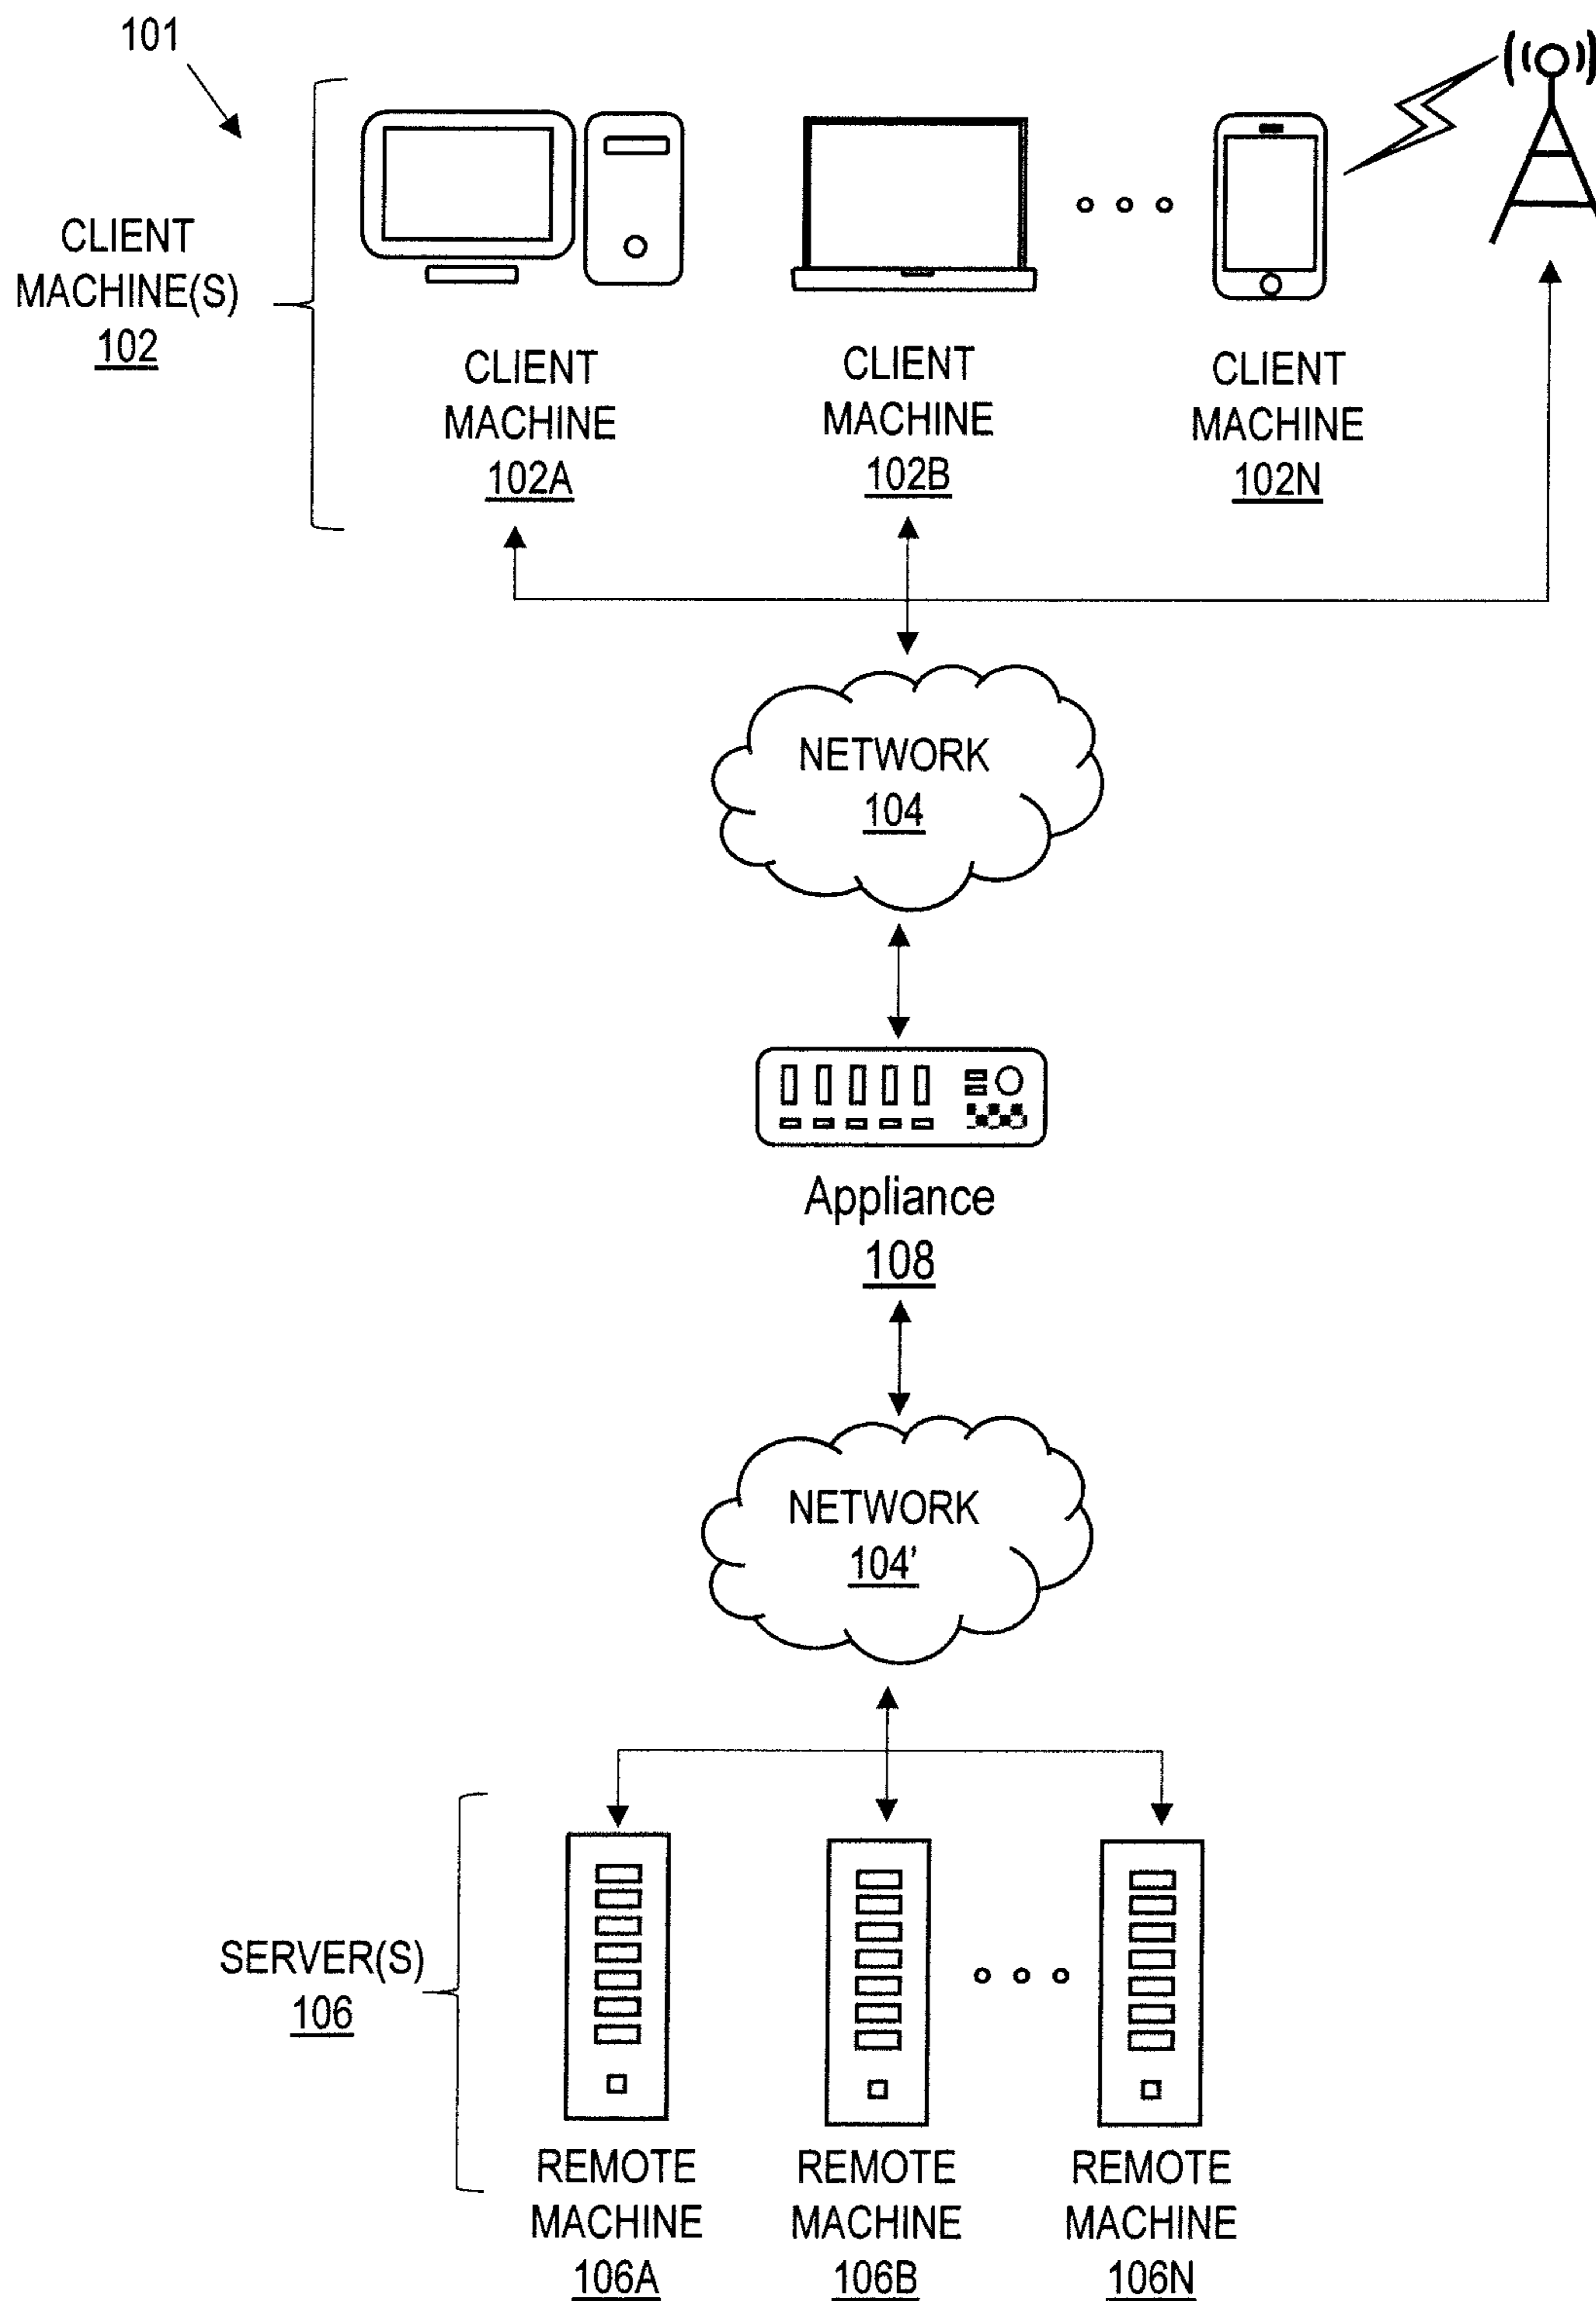 101
CLIENT
MACHINE(S)
102
CLIENT
MACHINE
102A
CLIENT
MACHINE
102B
CLIENT
MACHINE
102N
NETWORK
104
Appliance
108
NETWORK
104'
SERVER(S)
106
REMOTE
MACHINE
106A
REMOTE
MACHINE
106B
REMOTE
MACHINE
106N